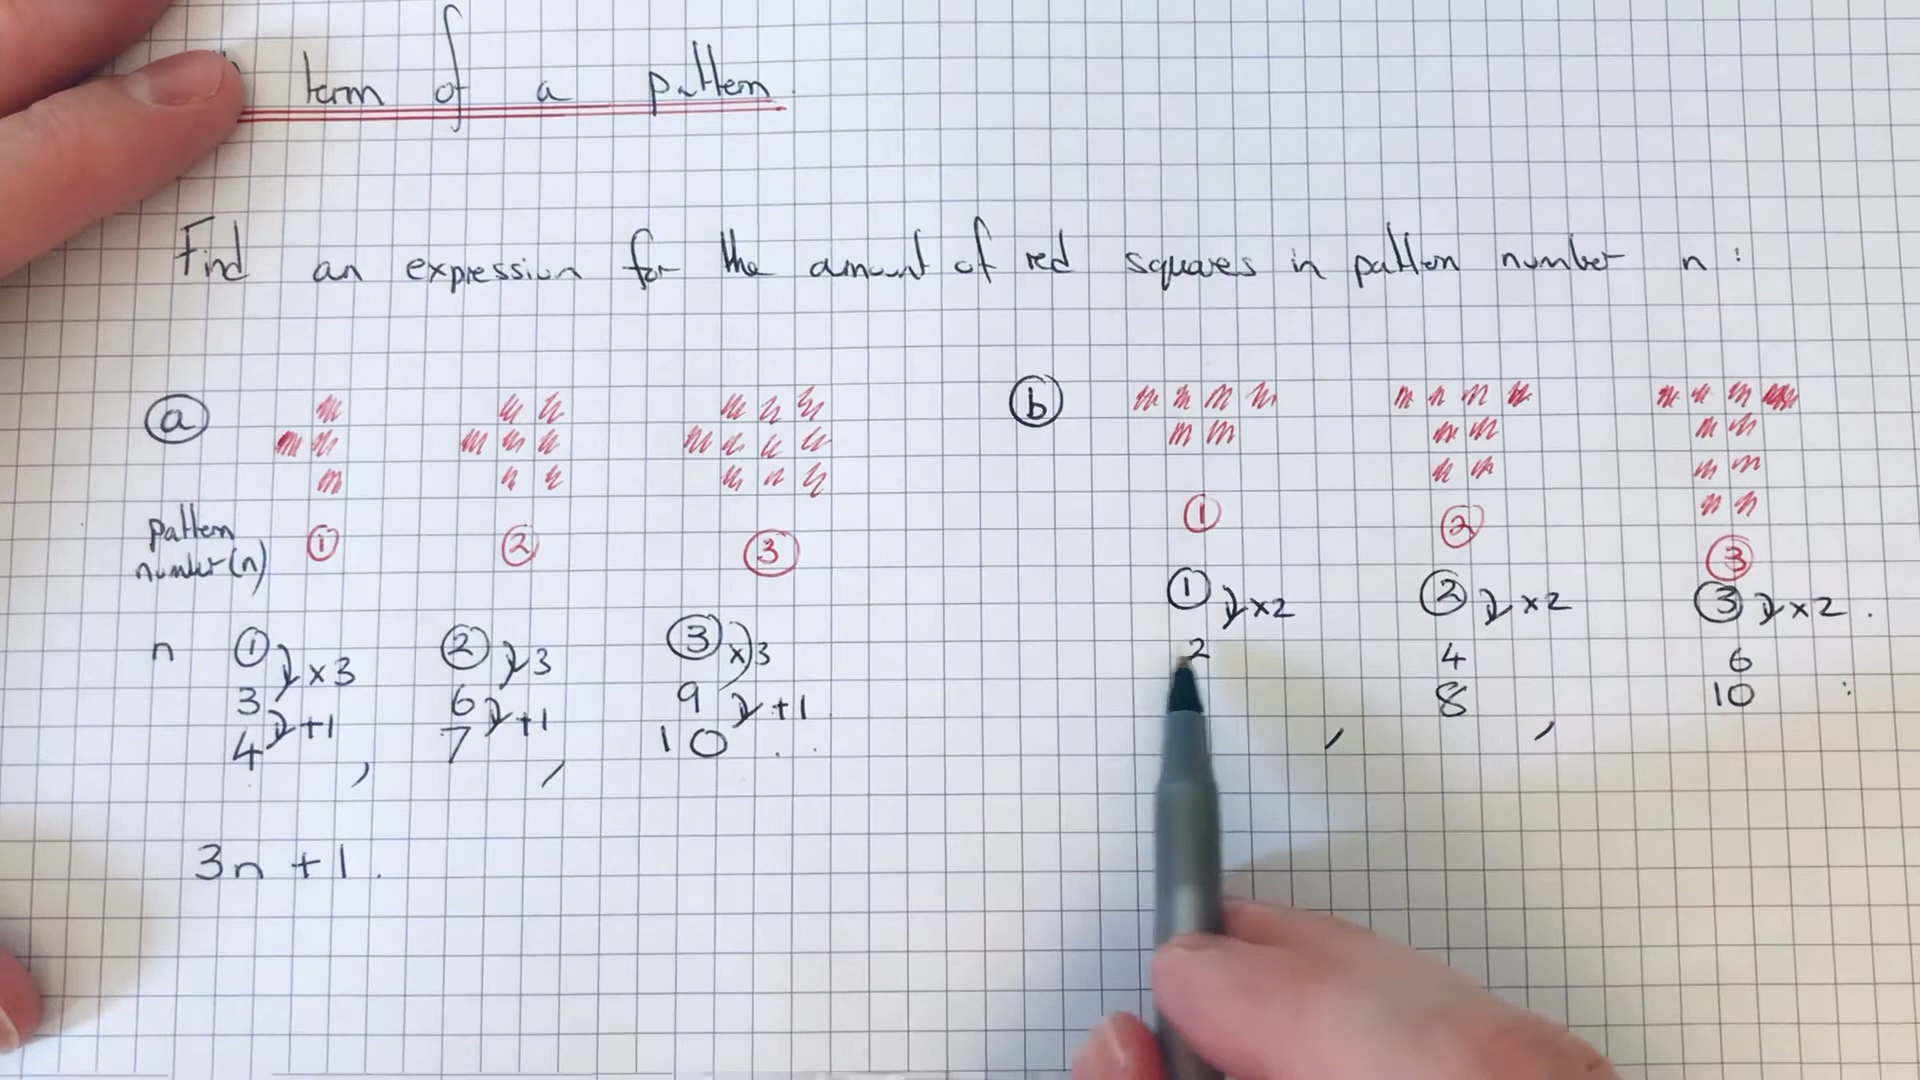 term of a pattern
Find an expression for the amount of red squares in pattern number n:
a
b
pattern
number (n)
1 2 3
1 2 3
n 1 ×3 2 3 3 ×3
3 +1 6 +1 9 +1
4 , 7 , 10 . .
3n + 1 .
1 ×2 2 ×2 3 ×2 .
2 4 6
8 10
, ,